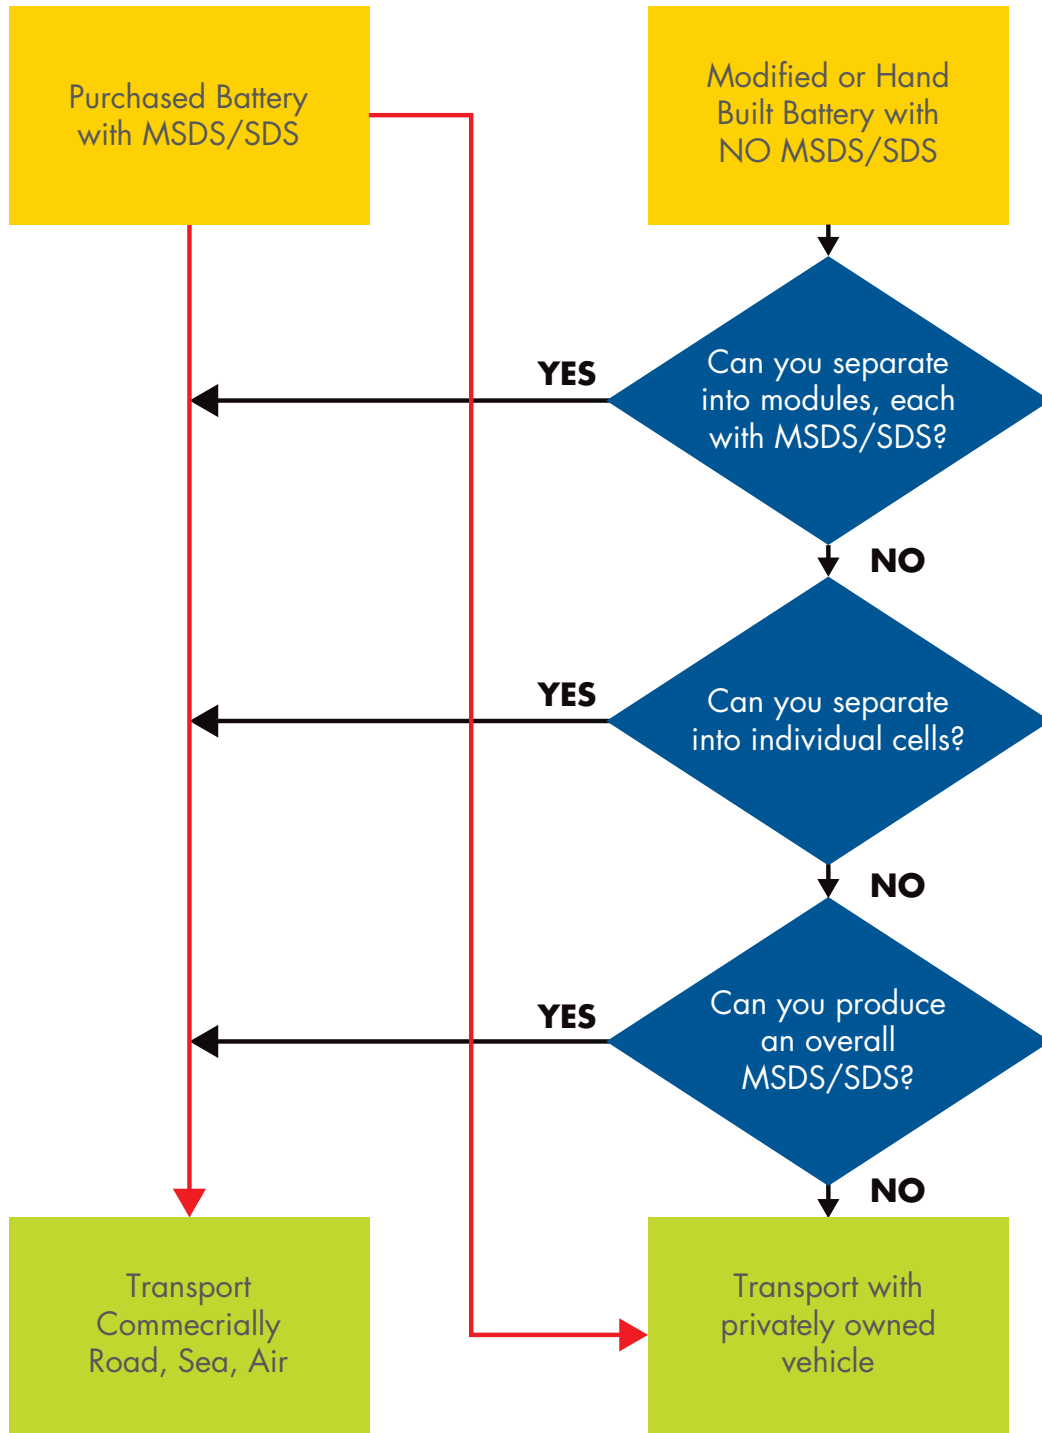 Purchased Battery
with MSDS/SDS
Modified or Hand
Built Battery with
NO MSDS/SDS
YES
Can you separate
into modules, each
with MSDS/SDS?
NO
YES
Can you separate
into individual cells?
NO
YES
Can you produce
an overall
MSDS/SDS?
NO
Transport
Commecrially
Road, Sea, Air
Transport with
privately owned
vehicle